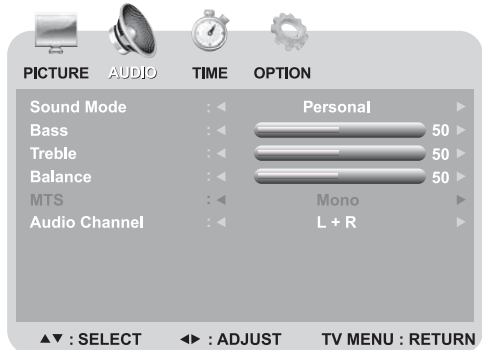 PICTURE AUDIO TIME OPTION
Sound Mode : ◄ Personal ►
Bass : ◄ 50 ►
Treble : ◄ 50 ►
Balance : ◄ 50 ►
MTS : ◄ Mono ►
Audio Channel : ◄ L + R ►
▲▼ : SELECT ◄► : ADJUST TV MENU : RETURN